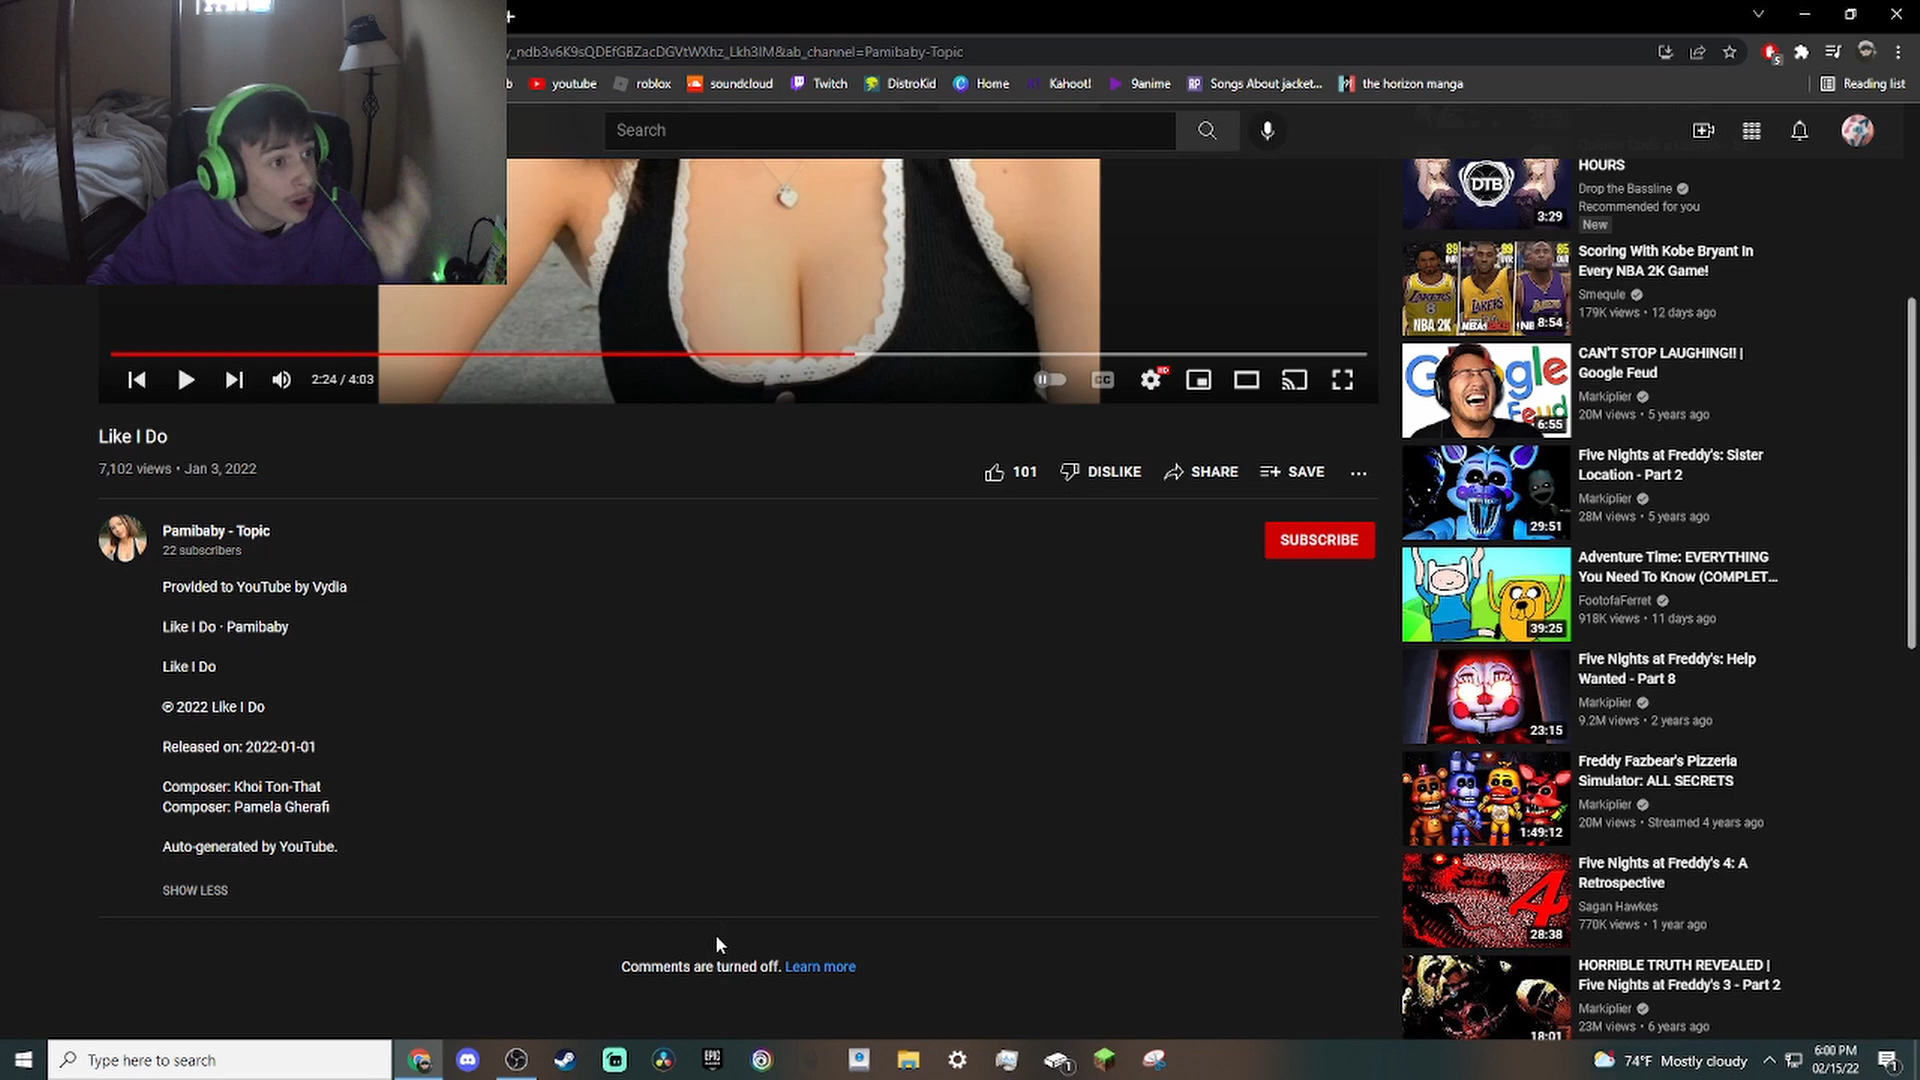 y_ndb3v6K9sQDEfGBZacDGVtWXhz_Lkh3IM&ab_channel=Pamibaby-Topic
b youtube roblox soundcloud Twitch DistroKid Home Kahoot! 9anime Songs About jacket... the horizon manga Reading list
Search
HOURS
DTB
Drop the Bassline
Recommended for you
3:29
New
Scoring With Kobe Bryant In
Every NBA 2K Game!
Smequle
179K views • 12 days ago
NBA 2K
8:54
2:24 / 4:03
CC
HD
CAN'T STOP LAUGHING!! |
Google Feud
Markiplier
20M views • 5 years ago
6:55
Like I Do
7,102 views • Jan 3, 2022
101 DISLIKE SHARE SAVE ...
Five Nights at Freddy's: Sister
Location - Part 2
Markiplier
28M views • 5 years ago
29:51
Pamibaby - Topic
22 subscribers
SUBSCRIBE
Provided to YouTube by Vydia
Like I Do · Pamibaby
Like I Do
℗ 2022 Like I Do
Released on: 2022-01-01
Composer: Khoi Ton-That
Composer: Pamela Gherafi
Auto-generated by YouTube.
SHOW LESS
Adventure Time: EVERYTHING
You Need To Know (COMPLET...
FootofaFerret
918K views • 11 days ago
39:25
Five Nights at Freddy's: Help
Wanted - Part 8
Markiplier
9.2M views • 2 years ago
23:15
Freddy Fazbear's Pizzeria
Simulator: ALL SECRETS
Markiplier
20M views • Streamed 4 years ago
1:49:12
Five Nights at Freddy's 4: A
Retrospective
Sagan Hawkes
770K views • 1 year ago
4
28:38
Comments are turned off. Learn more
HORRIBLE TRUTH REVEALED |
Five Nights at Freddy's 3 - Part 2
Markiplier
23M views • 6 years ago
18:01
Type here to search
EPIC
74°F Mostly cloudy
6:00 PM
02/15/22